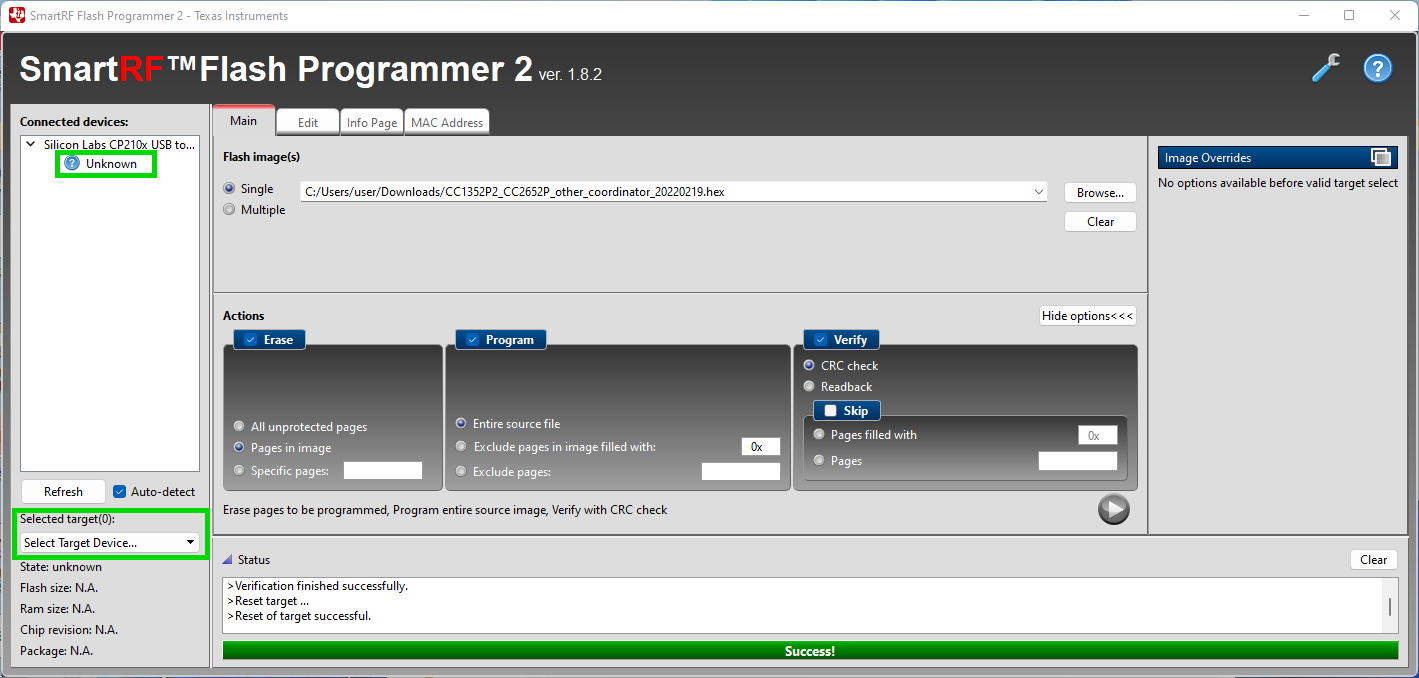 SmartRF Flash Programmer 2 - Texas Instruments
SmartRF™Flash Programmer 2 ver. 1.8.2
Connected devices:
Silicon Labs CP210x USB to...
Unknown
Refresh
Auto-detect
Selected target(0):
Select Target Device...
State: unknown
Flash size: N.A.
Ram size: N.A.
Chip revision: N.A.
Package: N.A.
Main
Edit
Info Page
MAC Address
Flash image(s)
Single
C:/Users/user/Downloads/CC1352P2_CC2652P_other_coordinator_20220219.hex
Browse...
Multiple
Clear
Actions
Hide options<<<
Erase
All unprotected pages
Pages in image
Specific pages:
Program
Entire source file
Exclude pages in image filled with:
0x
Exclude pages:
Verify
CRC check
Readback
Skip
Pages filled with
0x
Pages
Erase pages to be programmed, Program entire source image, Verify with CRC check
Status
Clear
>Verification finished successfully.
>Reset target ...
>Reset of target successful.
Success!
Image Overrides
No options available before valid target select